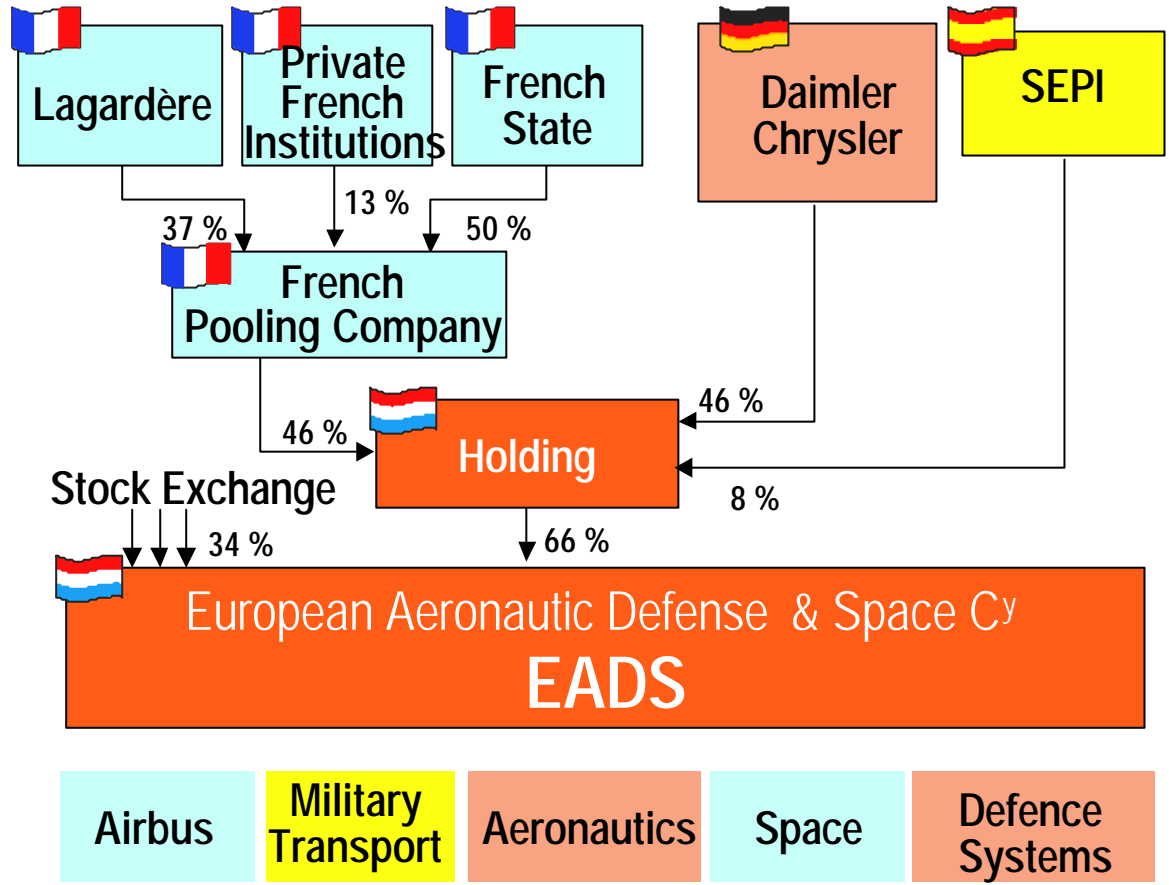 Lagardère
Private
French
Institutions
French
State
Daimler
Chrysler
SEPI
37 %
13 %
50 %
French
Pooling Company
46 %
46 %
Holding
8 %
Stock Exchange
34 %
66 %
European Aeronautic Defense & Space Cy
EADS
Airbus
Military
Transport
Aeronautics
Space
Defence
Systems